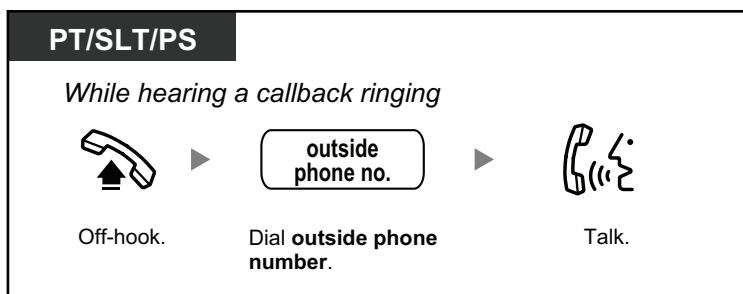 PT/SLT/PS
While hearing a callback ringing
outside
phone no.
Off-hook.
Dial outside phone
number.
Talk.